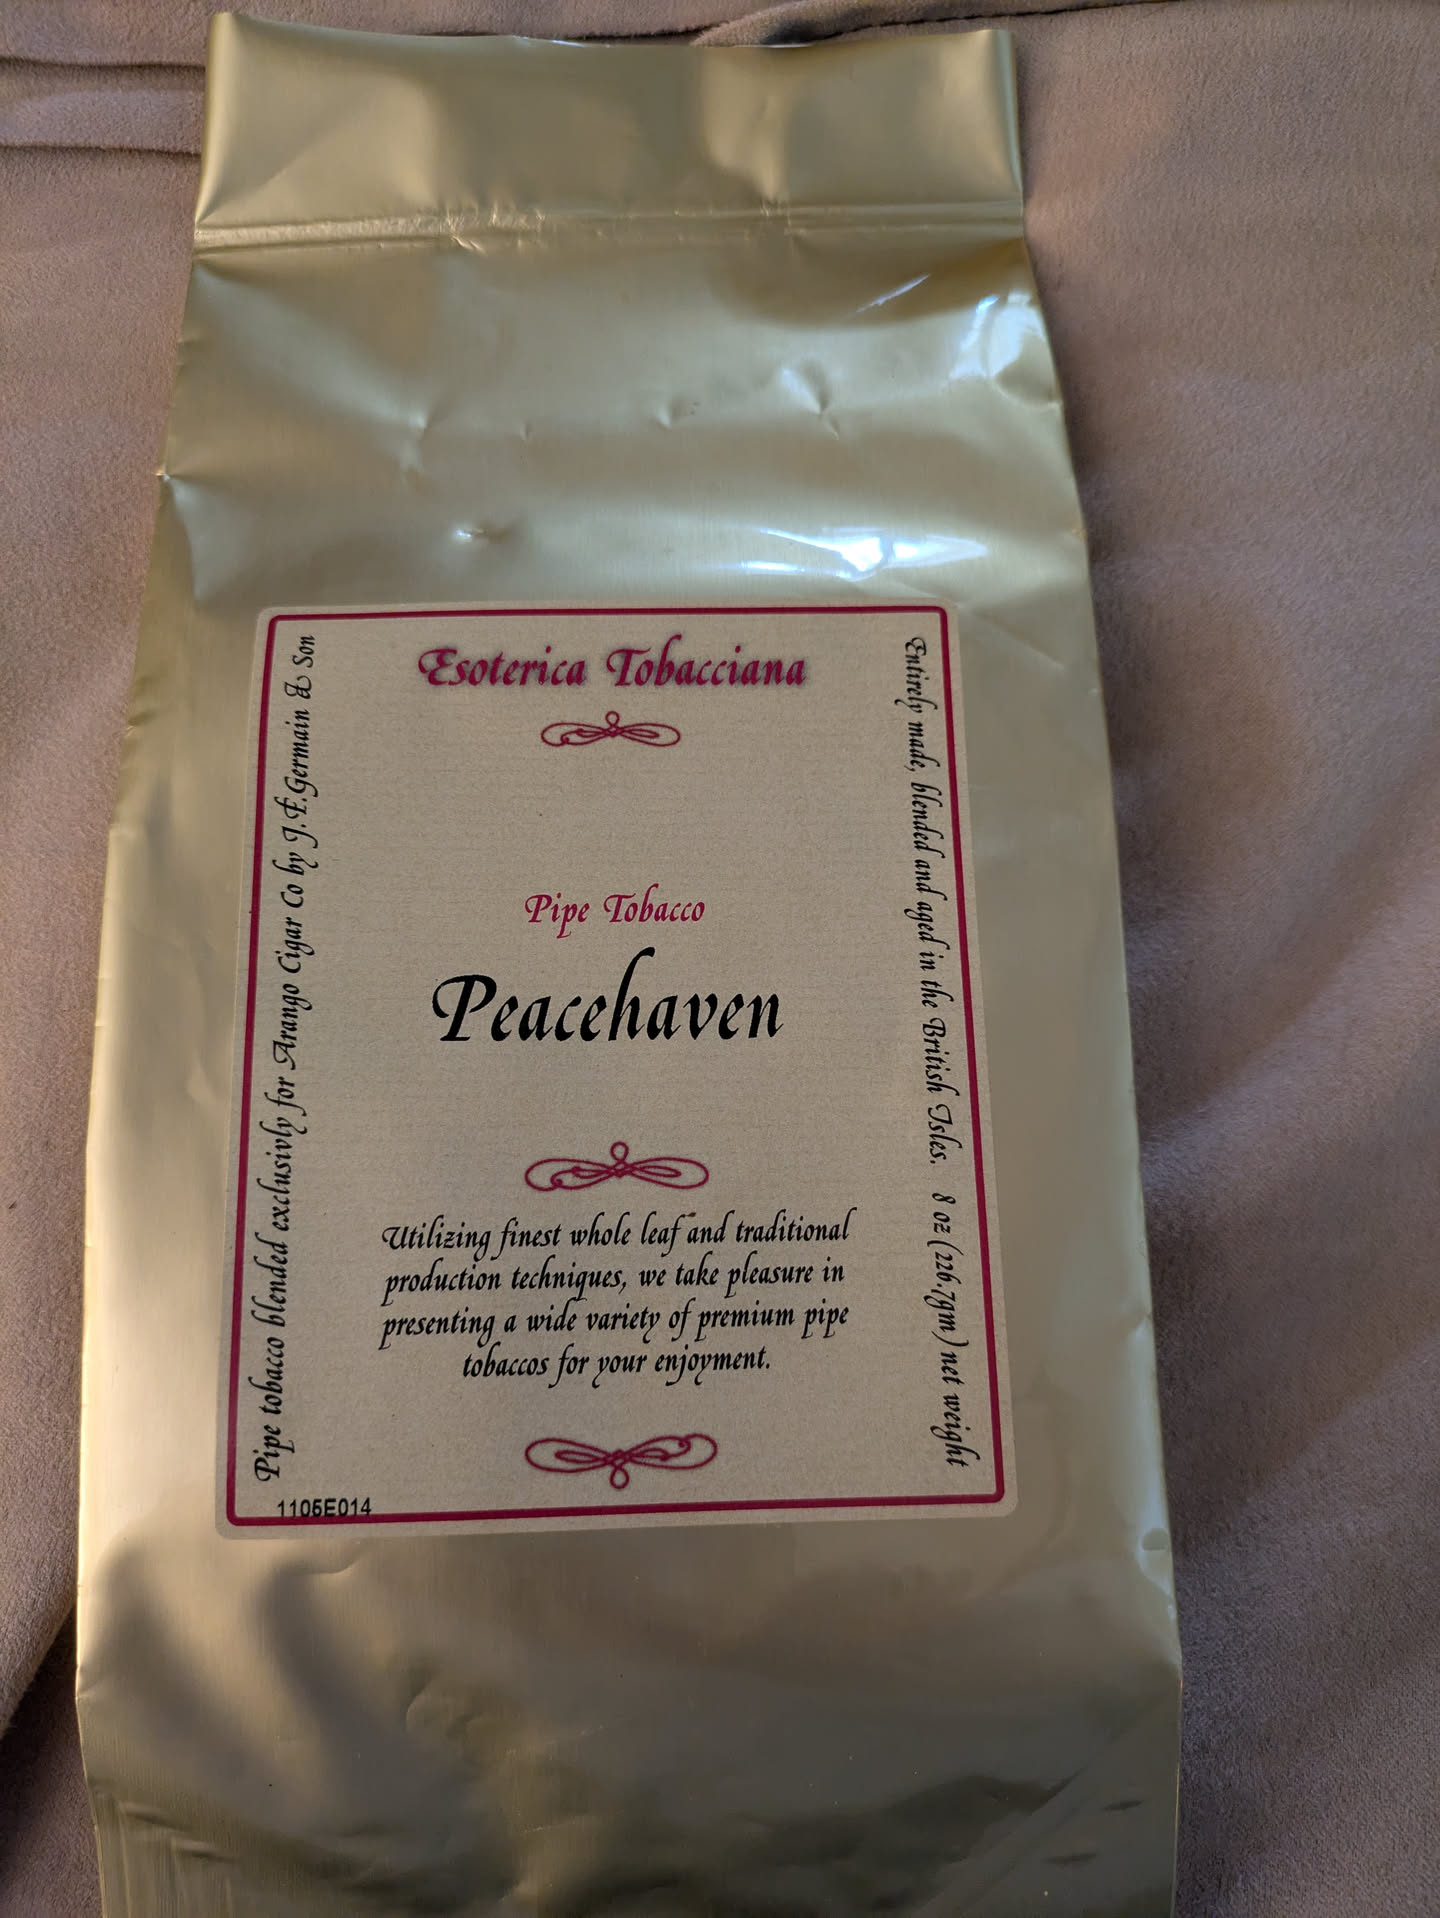 Esoterica Tobacciana
Pipe tobacco blended exclusivly for Arango Cigar Co by J.F.Germain & Son
Entirely made, blended and aged in the British Isles. 8 oz (226.7gm) net weight
Pipe Tobacco
Peacehaven
Utilizing finest whole leaf and traditional
production techniques, we take pleasure in
presenting a wide variety of premium pipe
tobaccos for your enjoyment.
1105E014